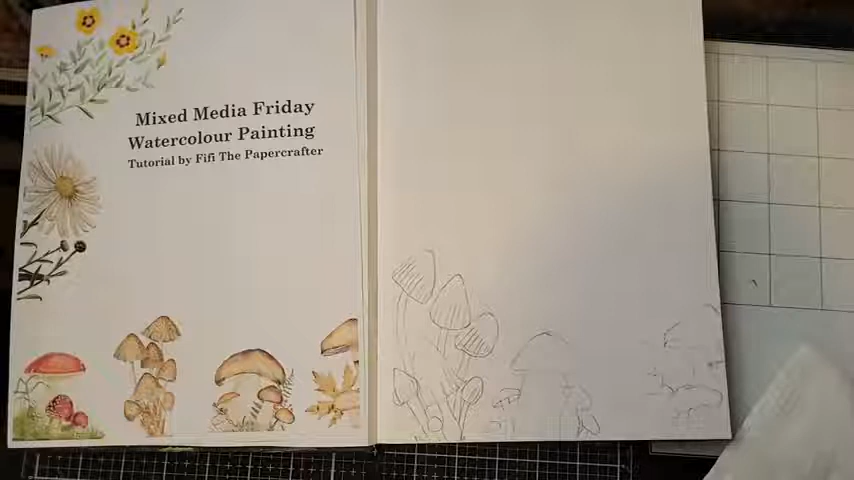 Mixed Media Friday
Watercolour Painting
Tutorial by Fifi The Papercrafter